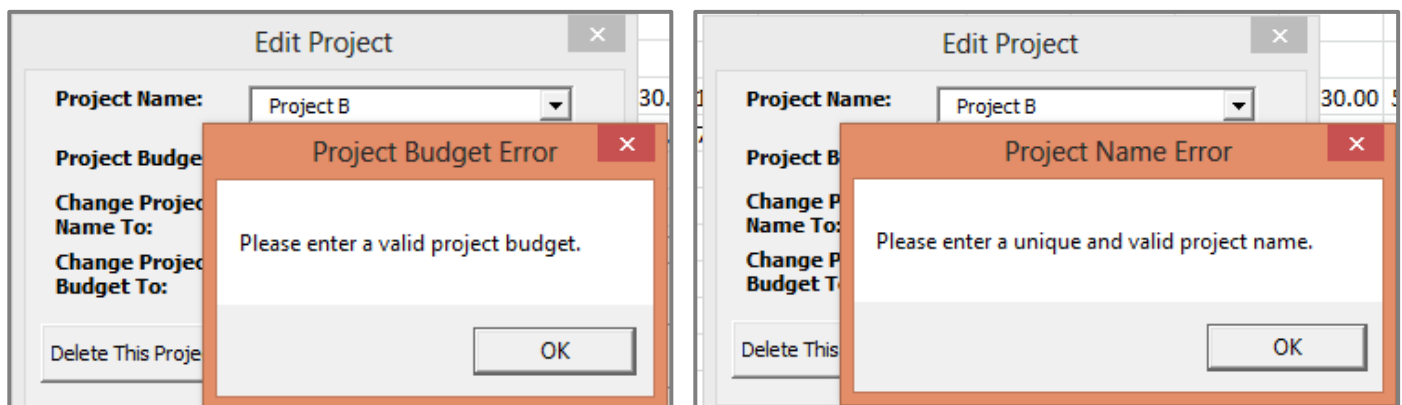 Edit Project
Project Name:
Project B
30.
Project Budge
Project Budget Error
Change Projec
Name To:
Please enter a valid project budget.
Change Projec
Budget To:
Delete This Proje
OK
Edit Project
Project Name:
Project B
30.00
Project B
Project Name Error
Change P
Name To:
Please enter a unique and valid project name.
Change P
Budget T
Delete This
OK